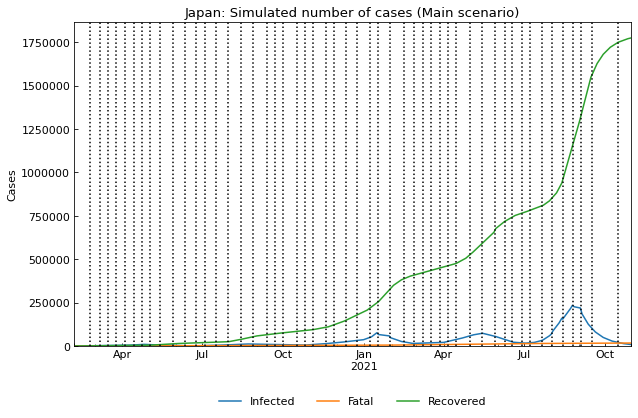 Japan: Simulated number of cases (Main scenario)
1750000
1500000
1250000
1000000
750000
500000
250000
0
Cases
Apr Jul Oct Jan Apr Jul Oct
2021
Infected Fatal Recovered